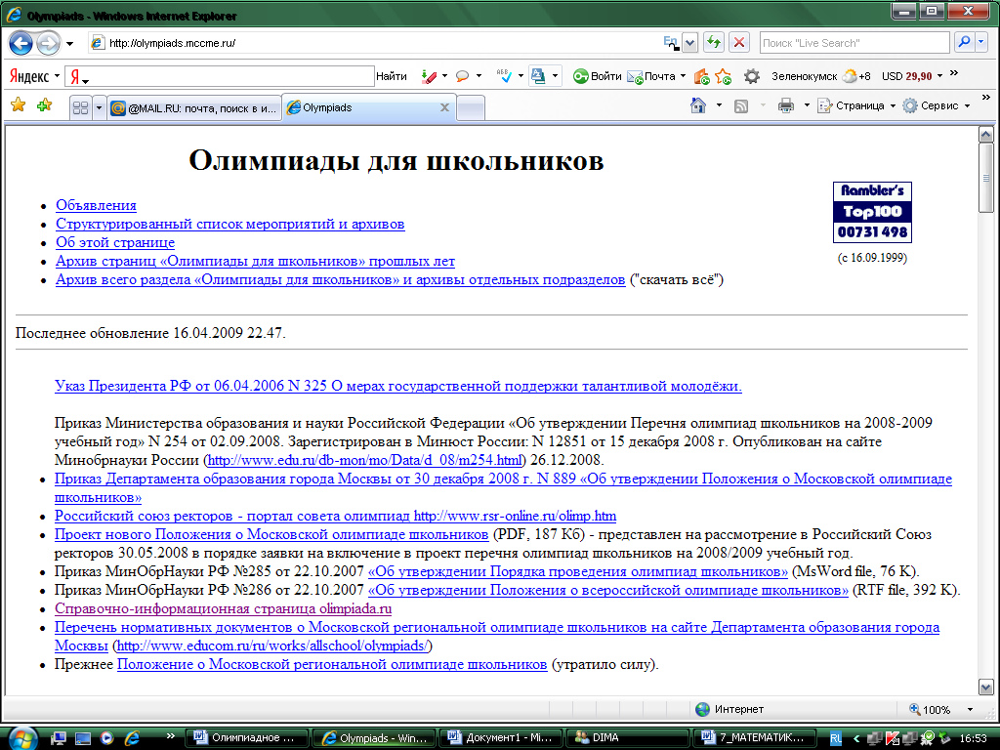 Olympiads - Windows Internet Explorer
http://olympiads.mccme.ru/
Поиск "Live Search"
Яндекс
Я
Найти
ABY
Войти
Почта
Зеленокумск
+8
USD 29,90
@MAIL.RU: почта, поиск в и...
Olympiads
Страница
Сервис
Олимпиады для школьников
Rambler's
Top100
00731 498
(с 16.09.1999)
Объявления
Структурированный список мероприятий и архивов
Об этой странице
Архив страниц «Олимпиады для школьников» прошлых лет
Архив всего раздела «Олимпиады для школьников» и архивы отдельных подразделов ("скачать всё")
Последнее обновление 16.04.2009 22.47.
Указ Президента РФ от 06.04.2006 N 325 О мерах государственной поддержки талантливой молодёжи.
Приказ Министерства образования и науки Российской Федерации «Об утверждении Перечня олимпиад школьников на 2008-2009
учебный год» N 254 от 02.09.2008. Зарегистрирован в Минюст России: N 12851 от 15 декабря 2008 г. Опубликован на сайте
Минобрнауки России (http://www.edu.ru/db-mon/mo/Data/d_08/m254.html) 26.12.2008.
Приказ Департамента образования города Москвы от 30 декабря 2008 г. N 889 «Об утверждении Положения о Московской олимпиаде
школьников»
Российский союз ректоров - портал совета олимпиад http://www.rsr-online.ru/olimp.htm
Проект нового Положения о Московской олимпиаде школьников (PDF, 187 Кб) - представлен на рассмотрение в Российский Союз
ректоров 30.05.2008 в порядке заявки на включение в проект перечня олимпиад школьников на 2008/2009 учебный год.
Приказ МинОбрНауки РФ №285 от 22.10.2007 «Об утверждении Порядка проведения олимпиад школьников» (MsWord file, 76 K).
Приказ МинОбрНауки РФ №286 от 22.10.2007 «Об утверждении Положения о всероссийской олимпиаде школьников» (RTF file, 392 K).
Справочно-информационная страница olimpiada.ru
Перечень нормативных документов о Московской региональной олимпиаде школьников на сайте Департамента образования города
Москвы (http://www.educom.ru/ru/works/allschool/olympiads/)
Прежнее Положение о Московской региональной олимпиаде школьников (утратило силу).
Интернет
100%
Олимпиадное ...
Olympiads - Win...
Документ1 - Mi...
DIMA
7_МАТЕМАТИК...
RL
16:53